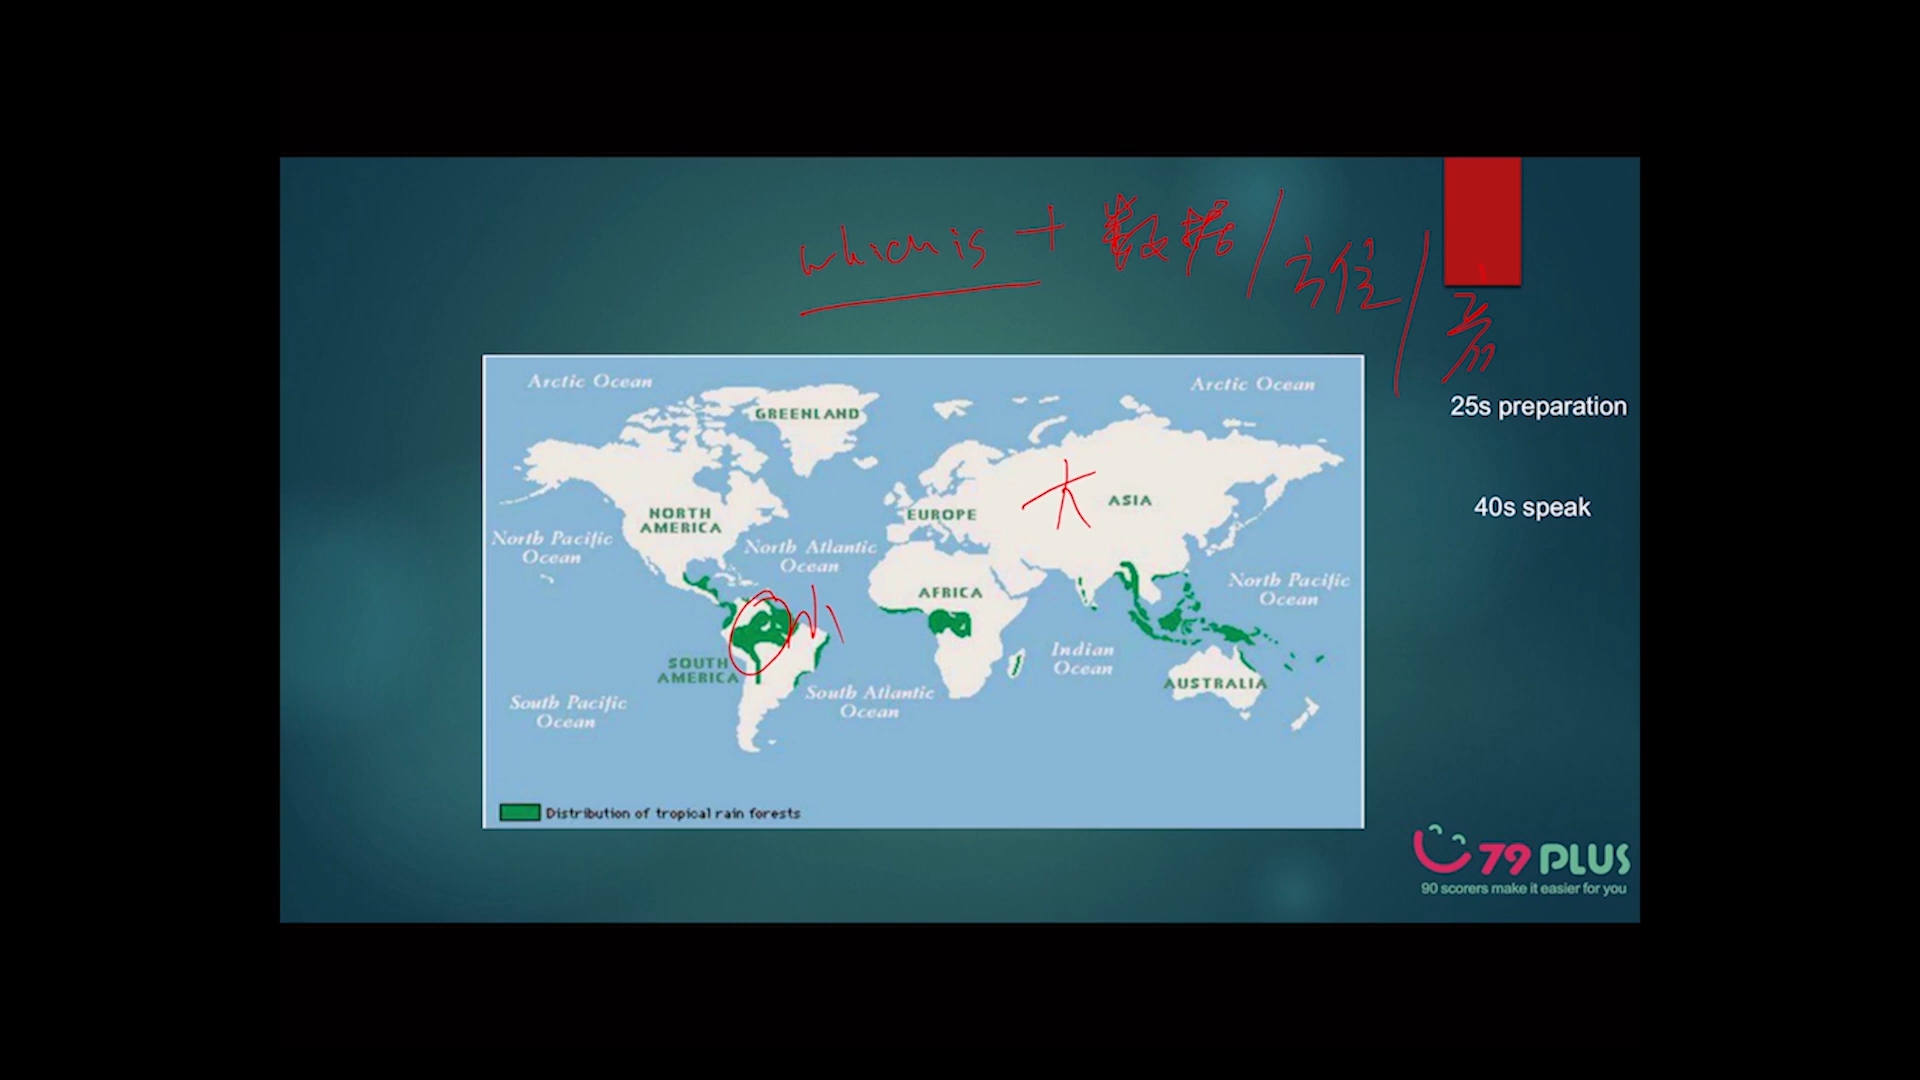 which is + 数据 / 方位 /
25s preparation
40s speak
Arctic Ocean
Arctic Ocean
GREENLAND
大
ASIA
NORTH
AMERICA
EUROPE
North Pacific
Ocean
North Atlantic
Ocean
AFRICA
North Pacific
Ocean
小
Indian
Ocean
SOUTH
AMERICA
AUSTRALIA
South Pacific
Ocean
South Atlantic
Ocean
Distribution of tropical rain forests
79 PLUS
90 scorers make it easier for you